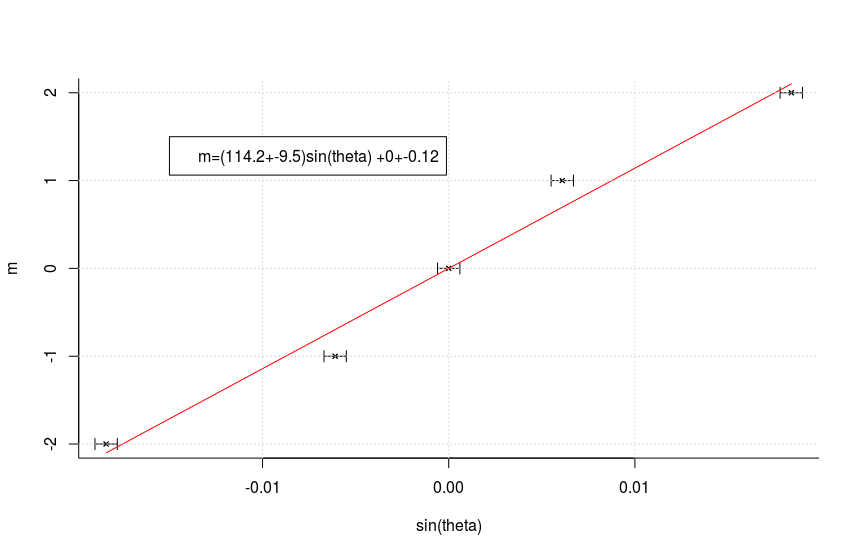 m=(114.2+-9.5)sin(theta) +0+-0.12
2
1
0
-1
-2
m
-0.01
0.00
0.01
sin(theta)